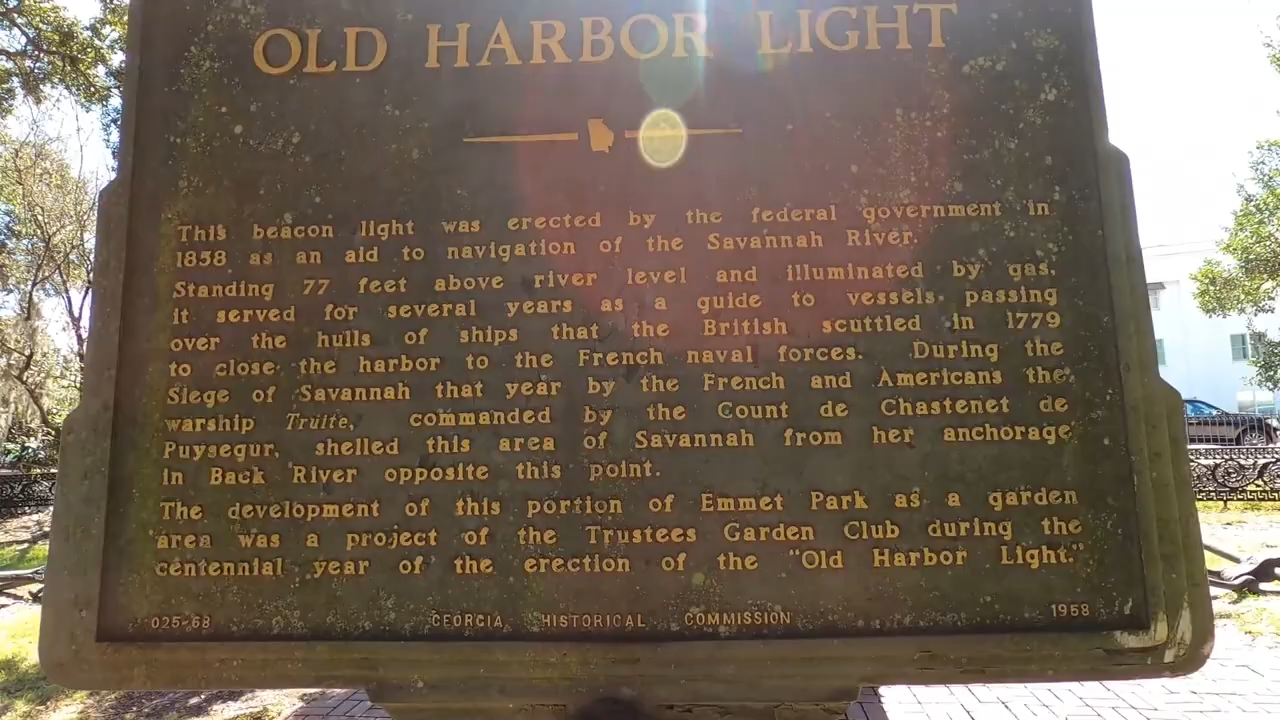 OLD HARBOR LIGHT
This beacon light was erected by the federal government in
1858 as an aid to navigation of the Savannah River.
Standing 77 feet above river level and illuminated by gas,
it served for several years as a guide to vessels passing
over the hulls of ships that the British scuttled in 1779
to close the harbor to the French naval forces. During the
Siege of Savannah that year by the French and Americans the
warship Truite, commanded by the Count de Chastenet de
Puysegur, shelled this area of Savannah from her anchorage
in Back River opposite this point.
The development of this portion of Emmet Park as a garden
area was a project of the Trustees Garden Club during the
centennial year of the erection of the "Old Harbor Light."
025-68 GEORGIA HISTORICAL COMMISSION 1958